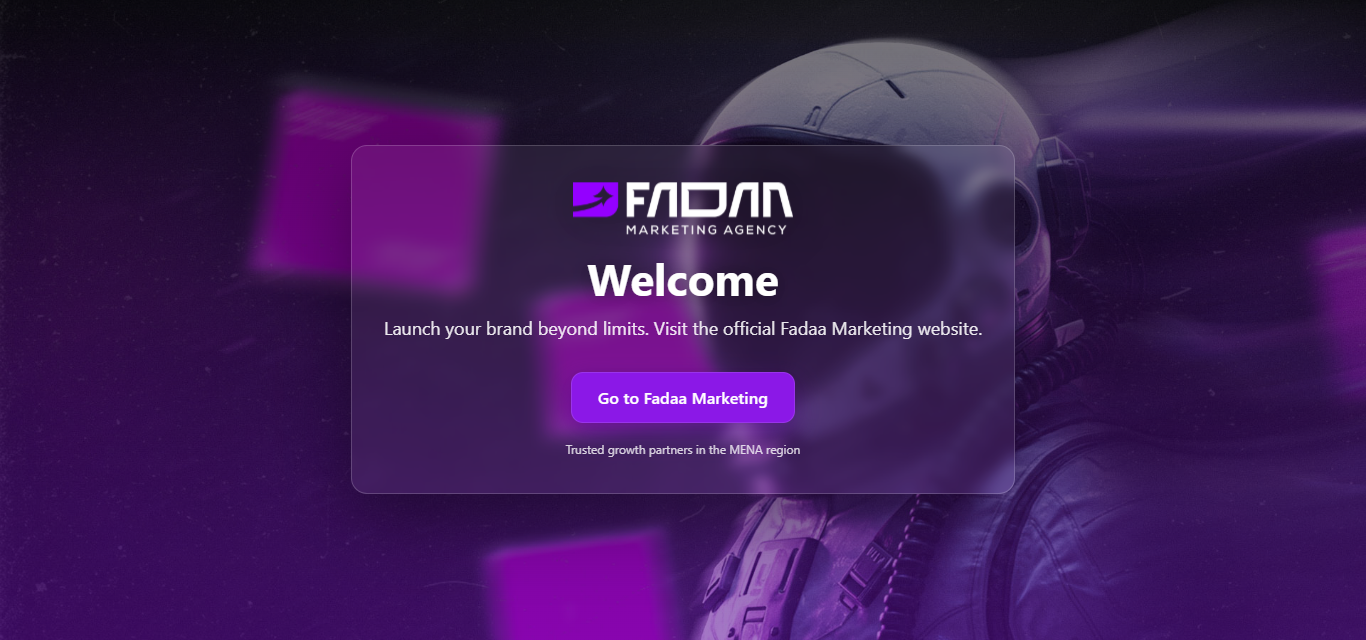 FADAA
MARKETING AGENCY
Welcome
Launch your brand beyond limits. Visit the official Fadaa Marketing website.
Go to Fadaa Marketing
Trusted growth partners in the MENA region